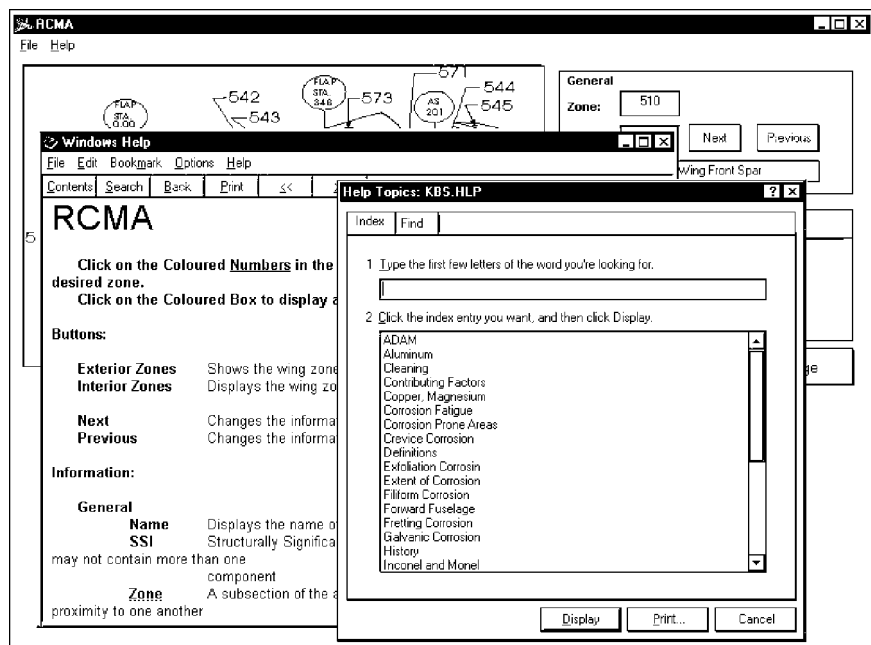 RCMA
File Help
FLAP STA. 0.00
542
543
FLAP STA. 346
573
571
AS 201
544
545
5
General
Zone: 510
Next Previous
Wing Front Spar
ge
Windows Help
File Edit Bookmark Options Help
Contents Search Back Print <<
RCMA
Click on the Coloured Numbers in the
desired zone.
Click on the Coloured Box to display a
Buttons:
Exterior Zones Shows the wing zone
Interior Zones Displays the wing zo
Next Changes the informa
Previous Changes the informa
Information:
General
Name Displays the name o
SSI Structurally Significa
may not contain more than one
component
Zone A subsection of the a
proximity to one another
Help Topics: KBS.HLP
Index Find
1 Type the first few letters of the word you're looking for.
2 Click the index entry you want, and then click Display.
ADAM
Aluminum
Cleaning
Contributing Factors
Copper, Magnesium
Corrosion Fatigue
Corrosion Prone Areas
Crevice Corrosion
Definitions
Exfoliation Corrosin
Extent of Corrosion
Filiform Corrosion
Forward Fuselage
Fretting Corrosion
Galvanic Corrosion
History
Inconel and Monel
Display Print... Cancel